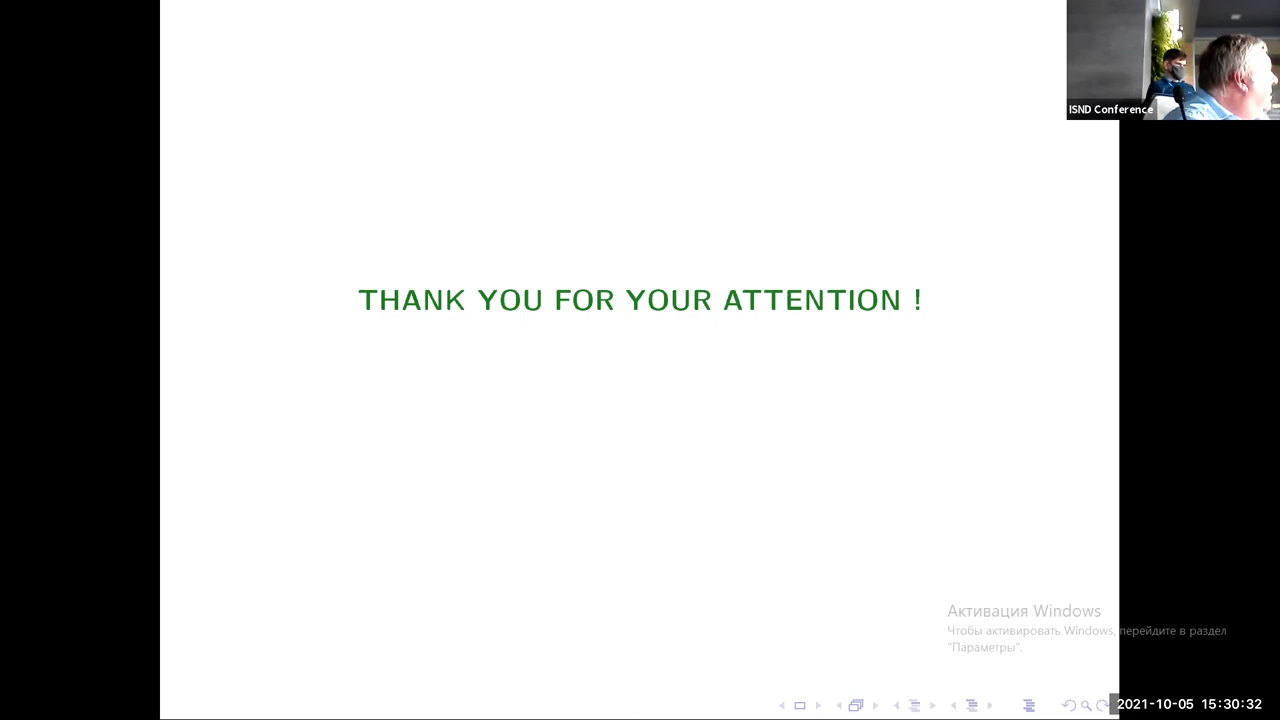 ISND Conference
THANK YOU FOR YOUR ATTENTION !
Активация Windows
Чтобы активировать Windows, перейдите в раздел
"Параметры".
2021-10-05 15:30:32